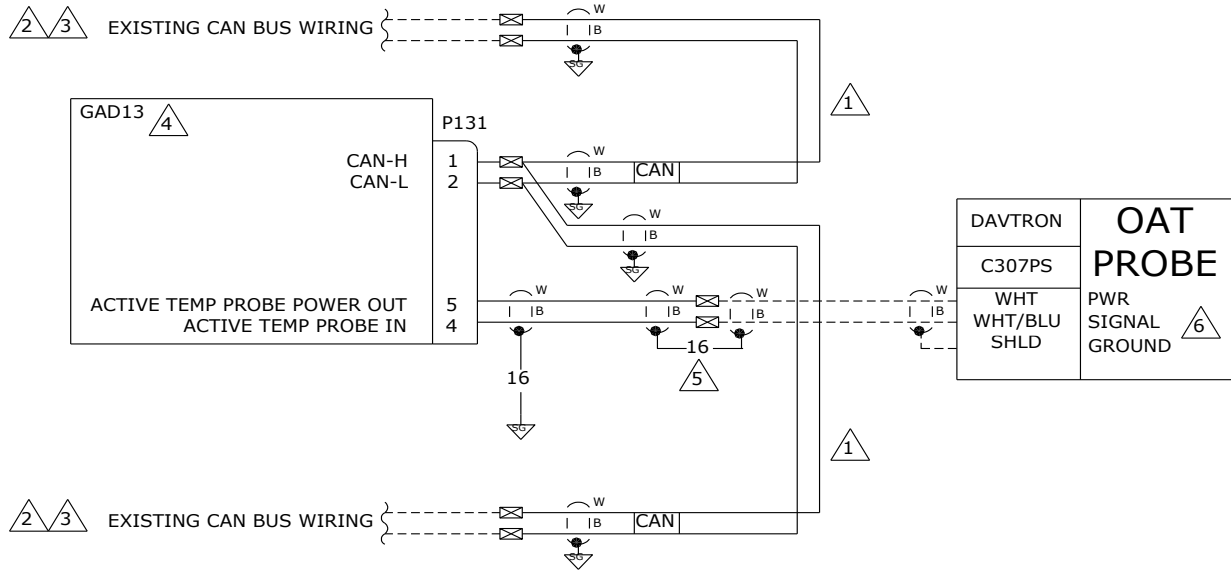 2 3 EXISTING CAN BUS WIRING W
B
SG
1
GAD13 4
P131
CAN-H 1 W
CAN-L 2 B CAN
SG
W
B
SG
DAVTRON OAT
C307PS PROBE
ACTIVE TEMP PROBE POWER OUT 5 W W W W WHT PWR
ACTIVE TEMP PROBE IN 4 B B B B WHT/BLU SIGNAL 6
SHLD GROUND
16 16
5
SG
1
2 3 EXISTING CAN BUS WIRING W
B CAN
SG